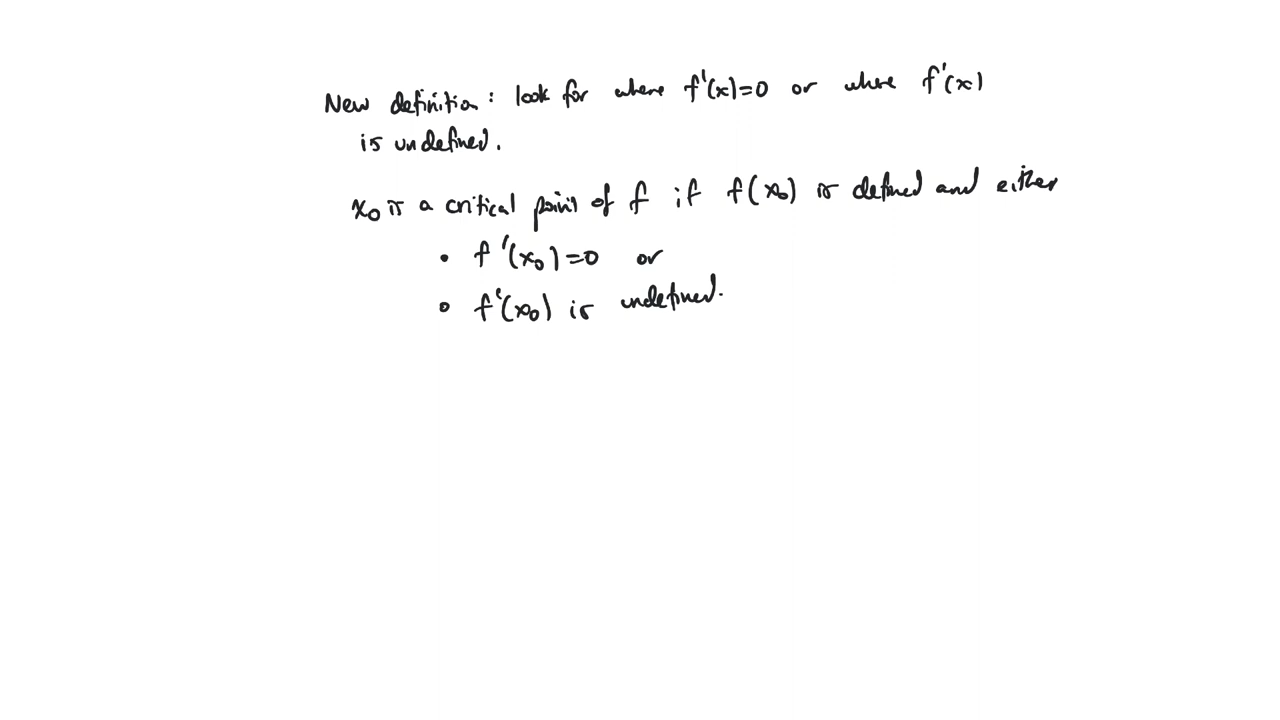 New definition: look for where f'(x)=0 or where f'(x)
is undefined.
x₀ is a critical point of f if f(x₀) is defined and either
• f'(x₀)=0 or
• f'(x₀) is undefined.